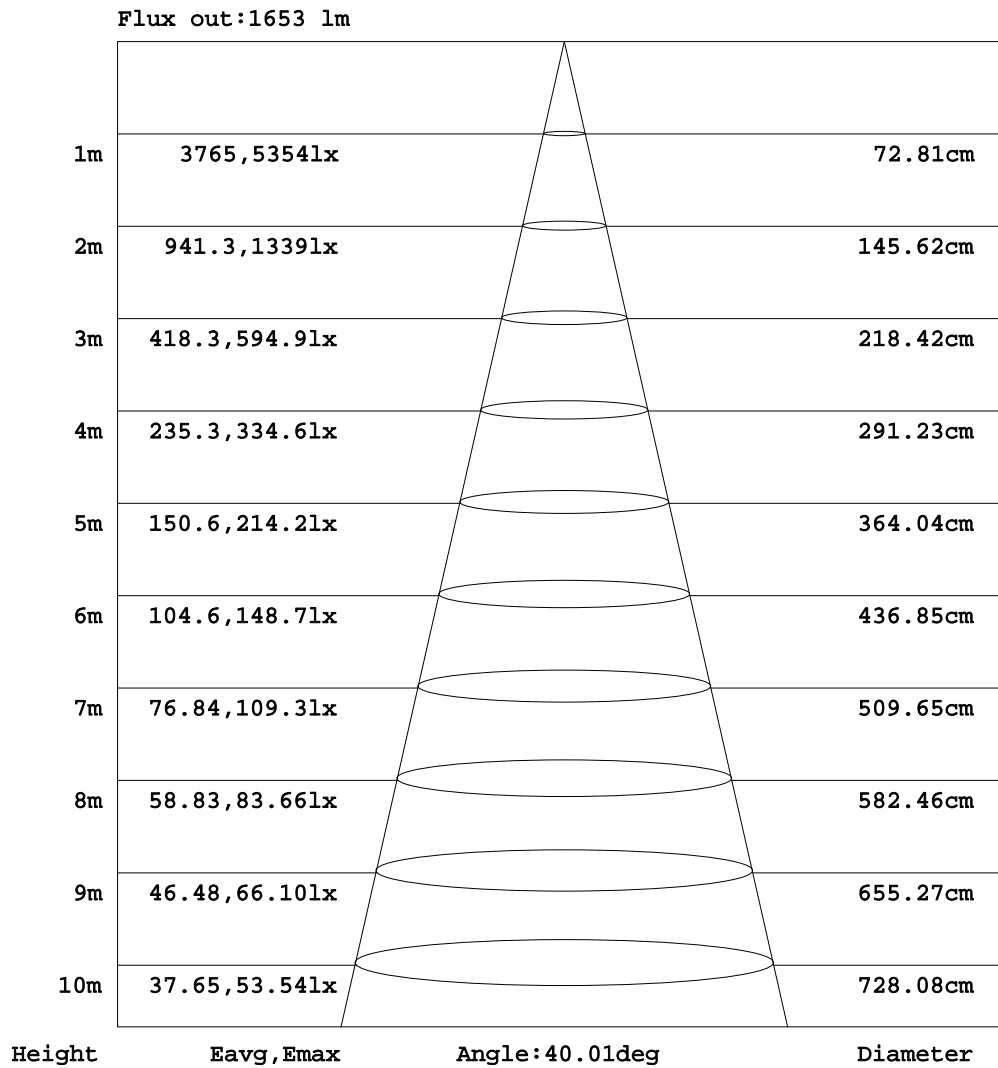 Flux out:1653 lm
1m 3765,5354lx 72.81cm
2m 941.3,1339lx 145.62cm
3m 418.3,594.9lx 218.42cm
4m 235.3,334.6lx 291.23cm
5m 150.6,214.2lx 364.04cm
6m 104.6,148.7lx 436.85cm
7m 76.84,109.3lx 509.65cm
8m 58.83,83.66lx 582.46cm
9m 46.48,66.10lx 655.27cm
10m 37.65,53.54lx 728.08cm
Height Eavg,Emax Angle:40.01deg Diameter